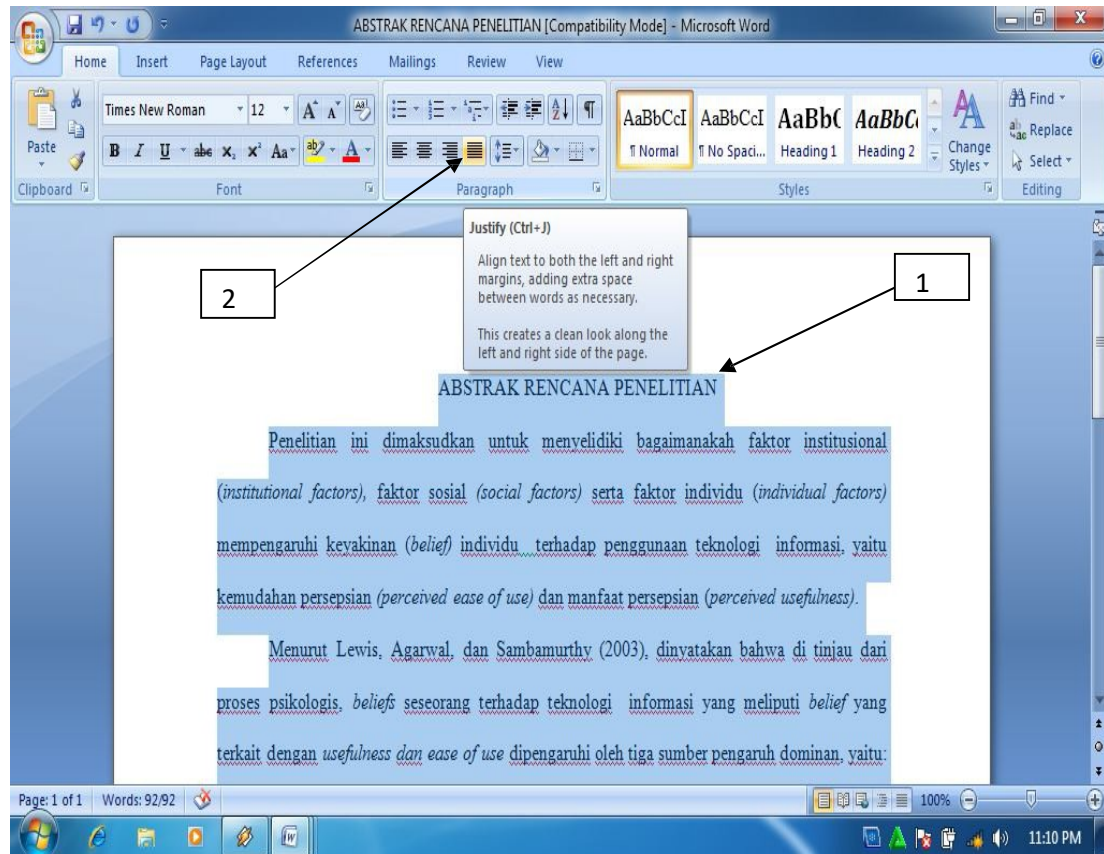 ABSTRAK RENCANA PENELITIAN [Compatibility Mode] - Microsoft Word
Home Insert Page Layout References Mailings Review View
Paste
Times New Roman 12
B I U abc X₂ X² Aa
AaBbCcI AaBbCcI AaBbC AaBbCc
¶ Normal ¶ No Spaci... Heading 1 Heading 2
Change Styles
Find
Replace
Select
Clipboard Font Paragraph Styles Editing
Justify (Ctrl+J)
Align text to both the left and right
margins, adding extra space
between words as necessary.
This creates a clean look along the
left and right side of the page.
2
1
ABSTRAK RENCANA PENELITIAN
Penelitian ini dimaksudkan untuk menyelidiki bagaimanakah faktor institusional
(institutional factors), faktor sosial (social factors) serta faktor individu (individual factors)
mempengaruhi keyakinan (belief) individu terhadap penggunaan teknologi informasi, yaitu
kemudahan persepsian (perceived ease of use) dan manfaat persepsian (perceived usefulness).
Menurut Lewis, Agarwal, dan Sambamurthy (2003), dinyatakan bahwa di tinjau dari
proses psikologis, beliefs seseorang terhadap teknologi informasi yang meliputi belief yang
terkait dengan usefulness dan ease of use dipengaruhi oleh tiga sumber pengaruh dominan, yaitu:
Page: 1 of 1 Words: 92/92 100%
11:10 PM